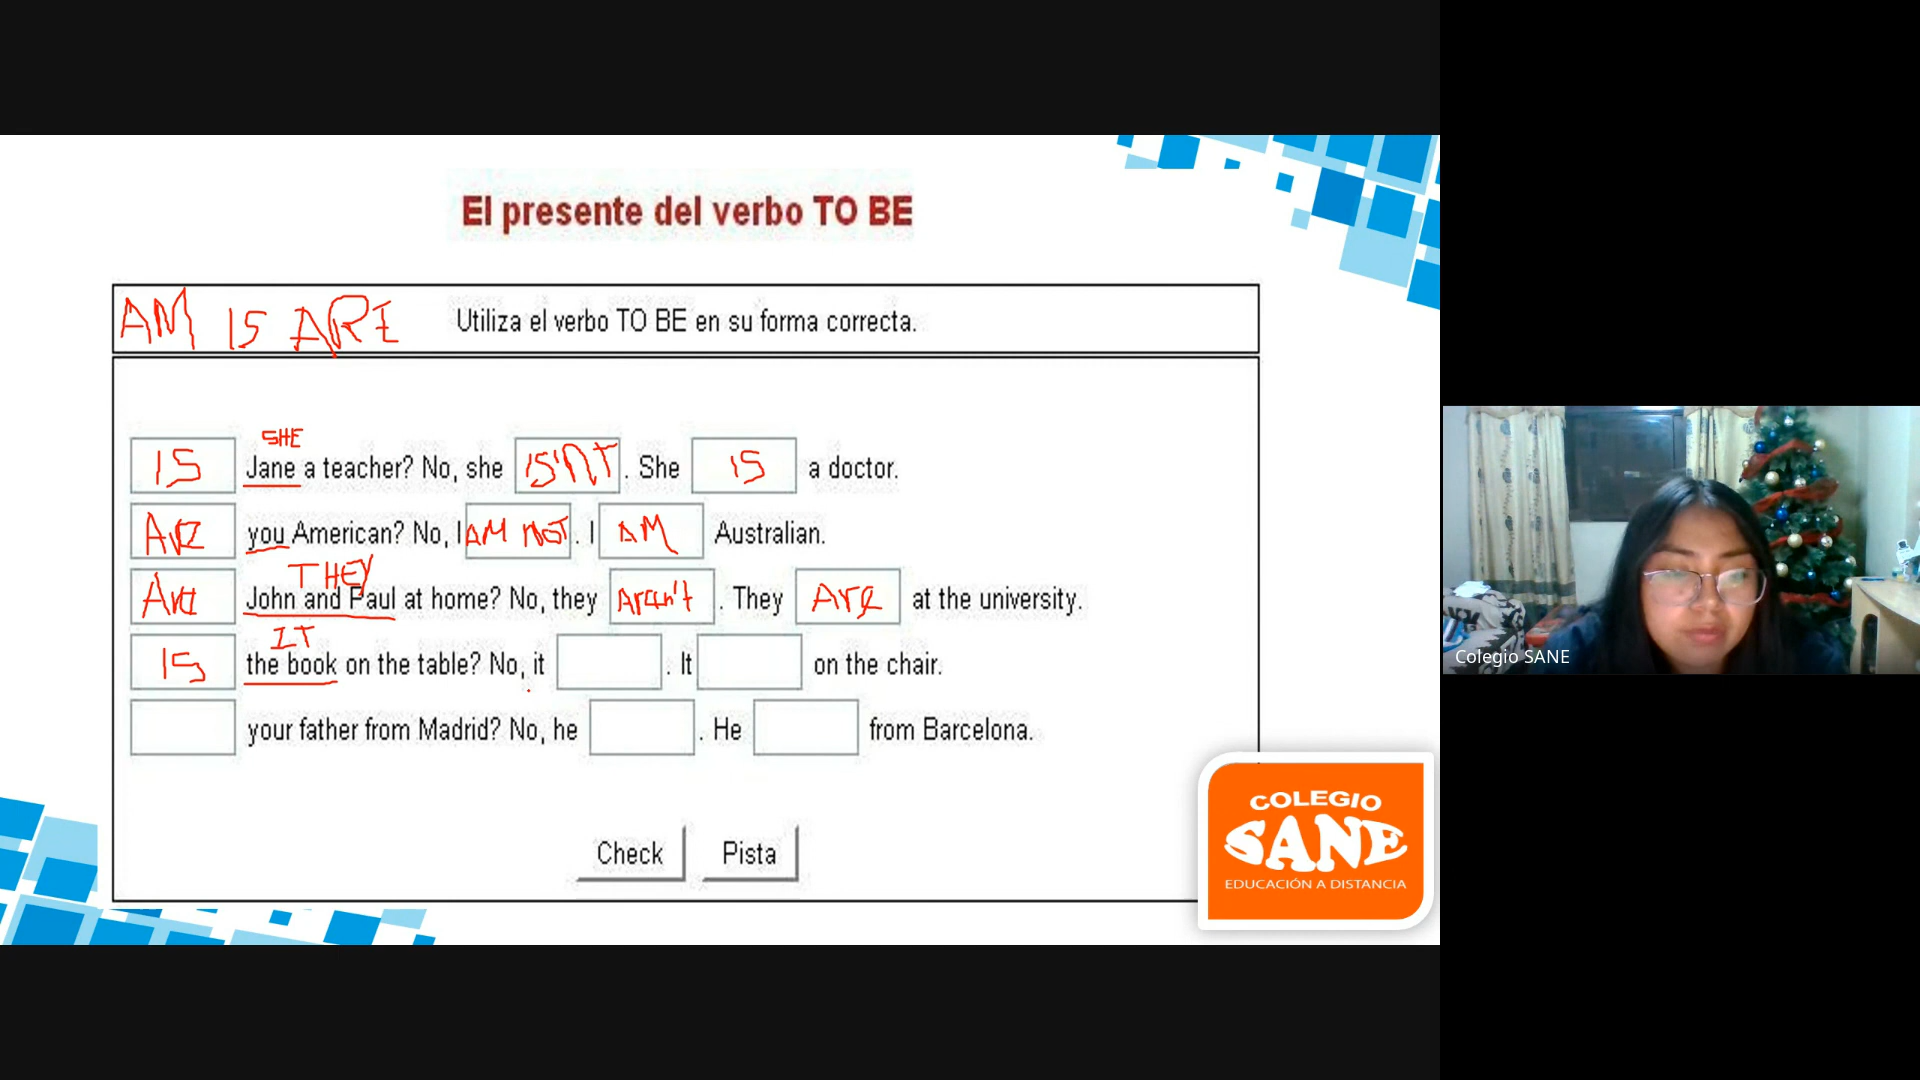 El presente del verbo TO BE
AM IS ARE Utiliza el verbo TO BE en su forma correcta.
SHE
IS Jane a teacher? No, she IS'NT. She IS a doctor.
Are you American? No, I AM NOT. I AM Australian.
THEY
Are John and Paul at home? No, they Aren't. They Are at the university.
IT
IS the book on the table? No, it . It on the chair.
your father from Madrid? No, he . He from Barcelona.
Check Pista
COLEGIO
SANE
EDUCACIÓN A DISTANCIA
Colegio SANE